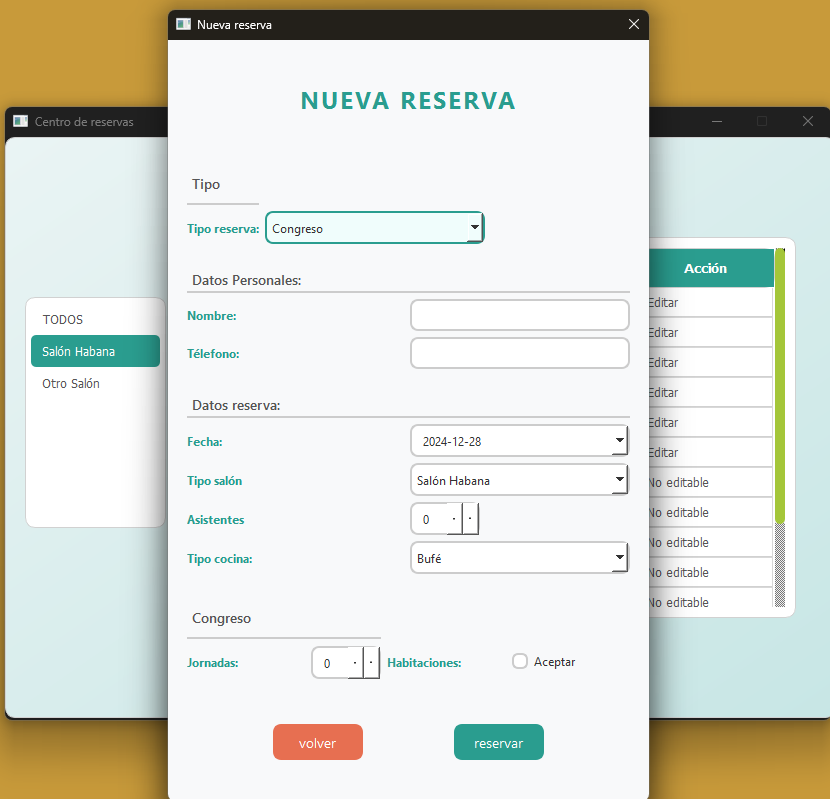 Nueva reserva
Centro de reservas
NUEVA RESERVA
TODOS
Salón Habana
Otro Salón
Tipo
Tipo reserva: Congreso
Datos Personales:
Nombre:
Télefono:
Datos reserva:
Fecha: 2024-12-28
Tipo salón Salón Habana
Asistentes 0
Tipo cocina: Bufé
Congreso
Jornadas: 0 Habitaciones: Aceptar
volver reservar
Acción
Editar
Editar
Editar
Editar
Editar
Editar
No editable
No editable
No editable
No editable
No editable